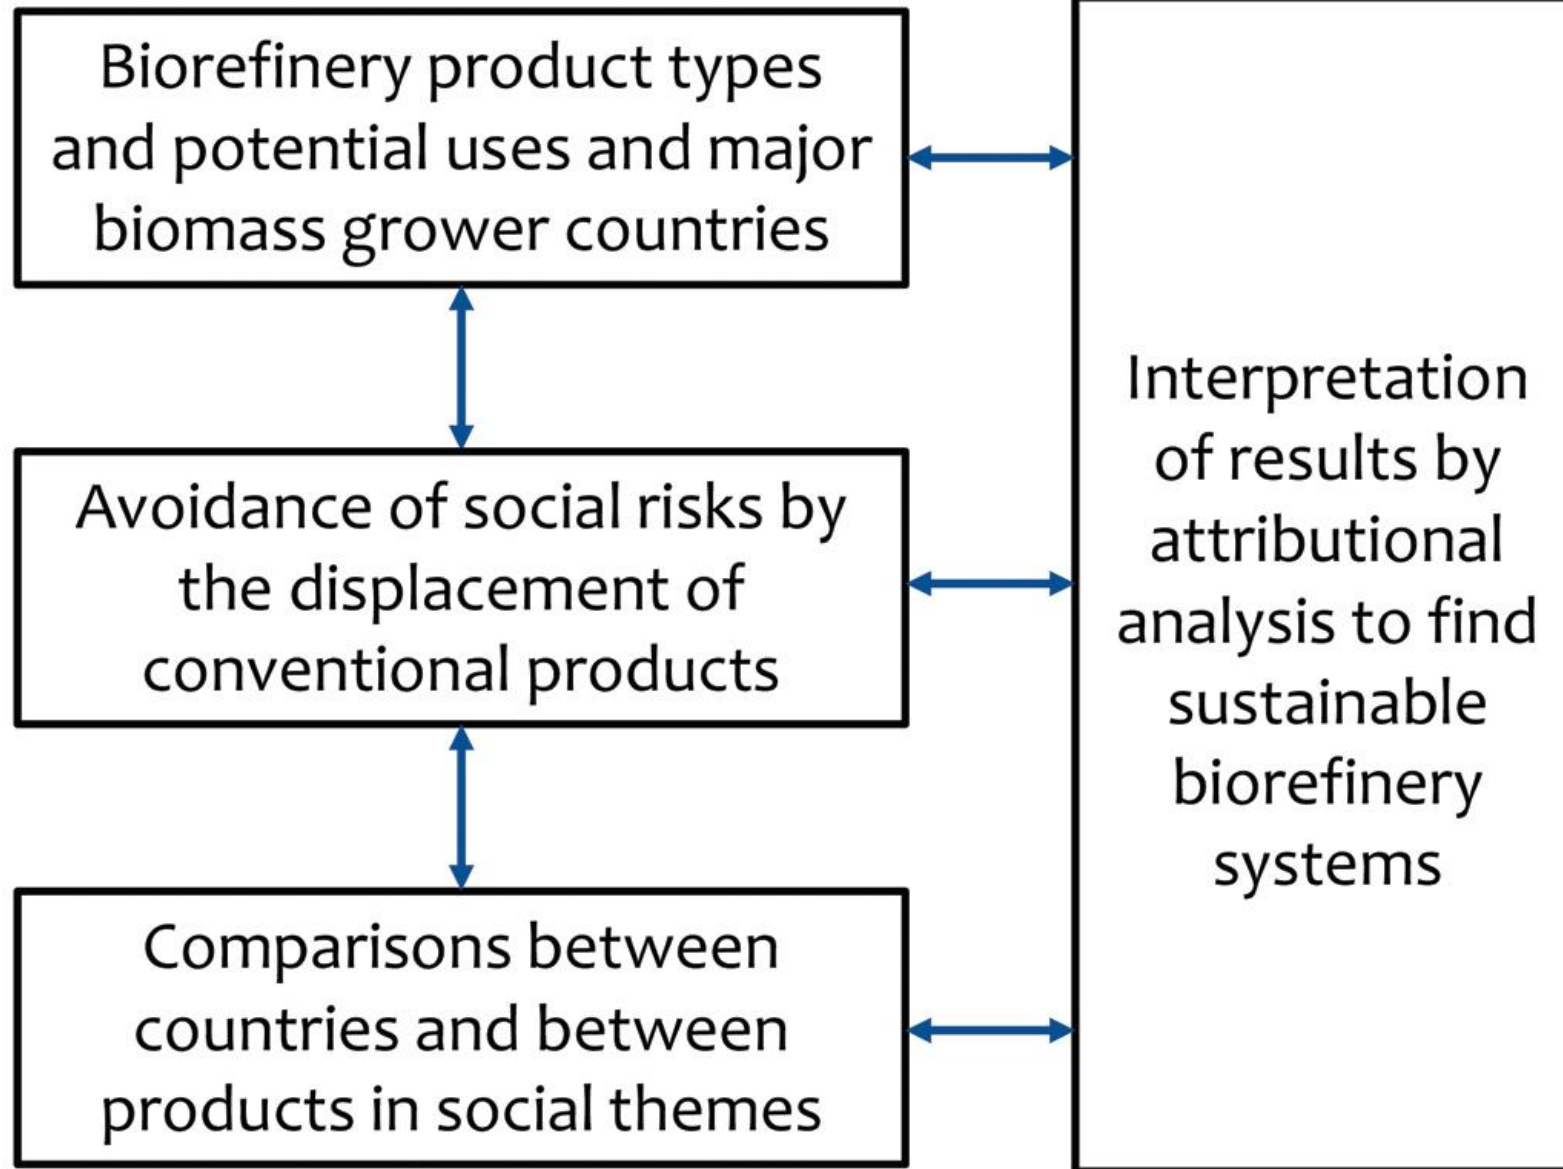 Biorefinery product types
and potential uses and major
biomass grower countries
Avoidance of social risks by
the displacement of
conventional products
Comparisons between
countries and between
products in social themes
Interpretation
of results by
attributional
analysis to find
sustainable
biorefinery
systems